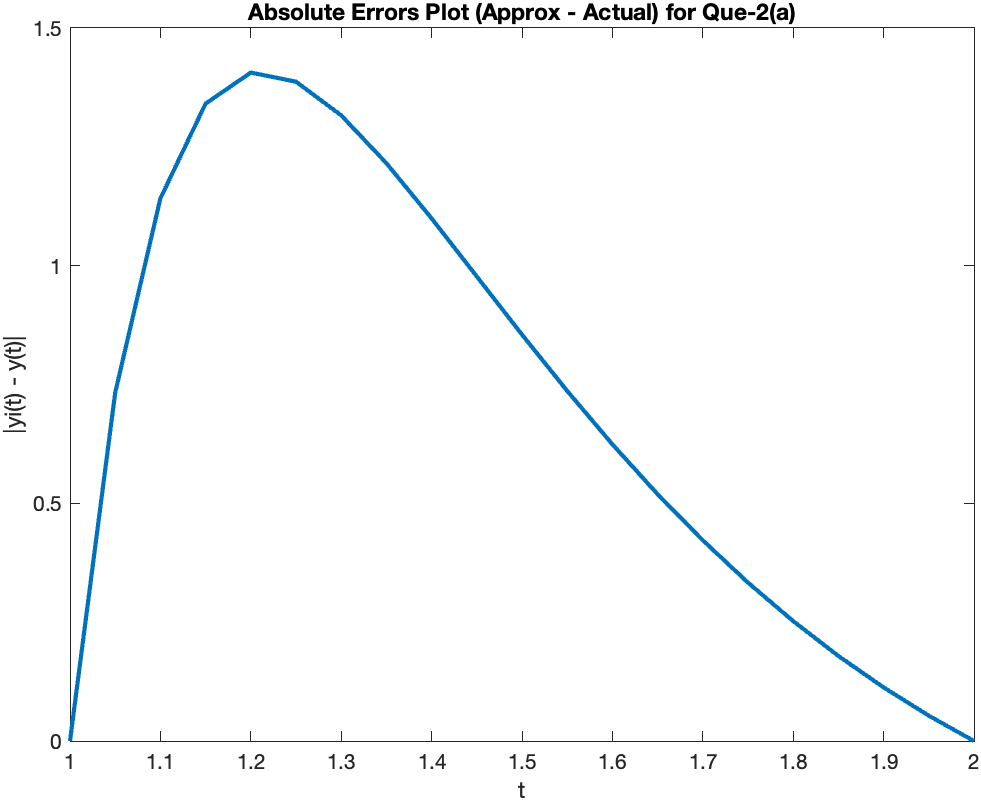 Absolute Errors Plot (Approx - Actual) for Que-2(a)
1.5
1
0.5
0
|yi(t) - y(t)|
1 1.1 1.2 1.3 1.4 1.5 1.6 1.7 1.8 1.9 2
t